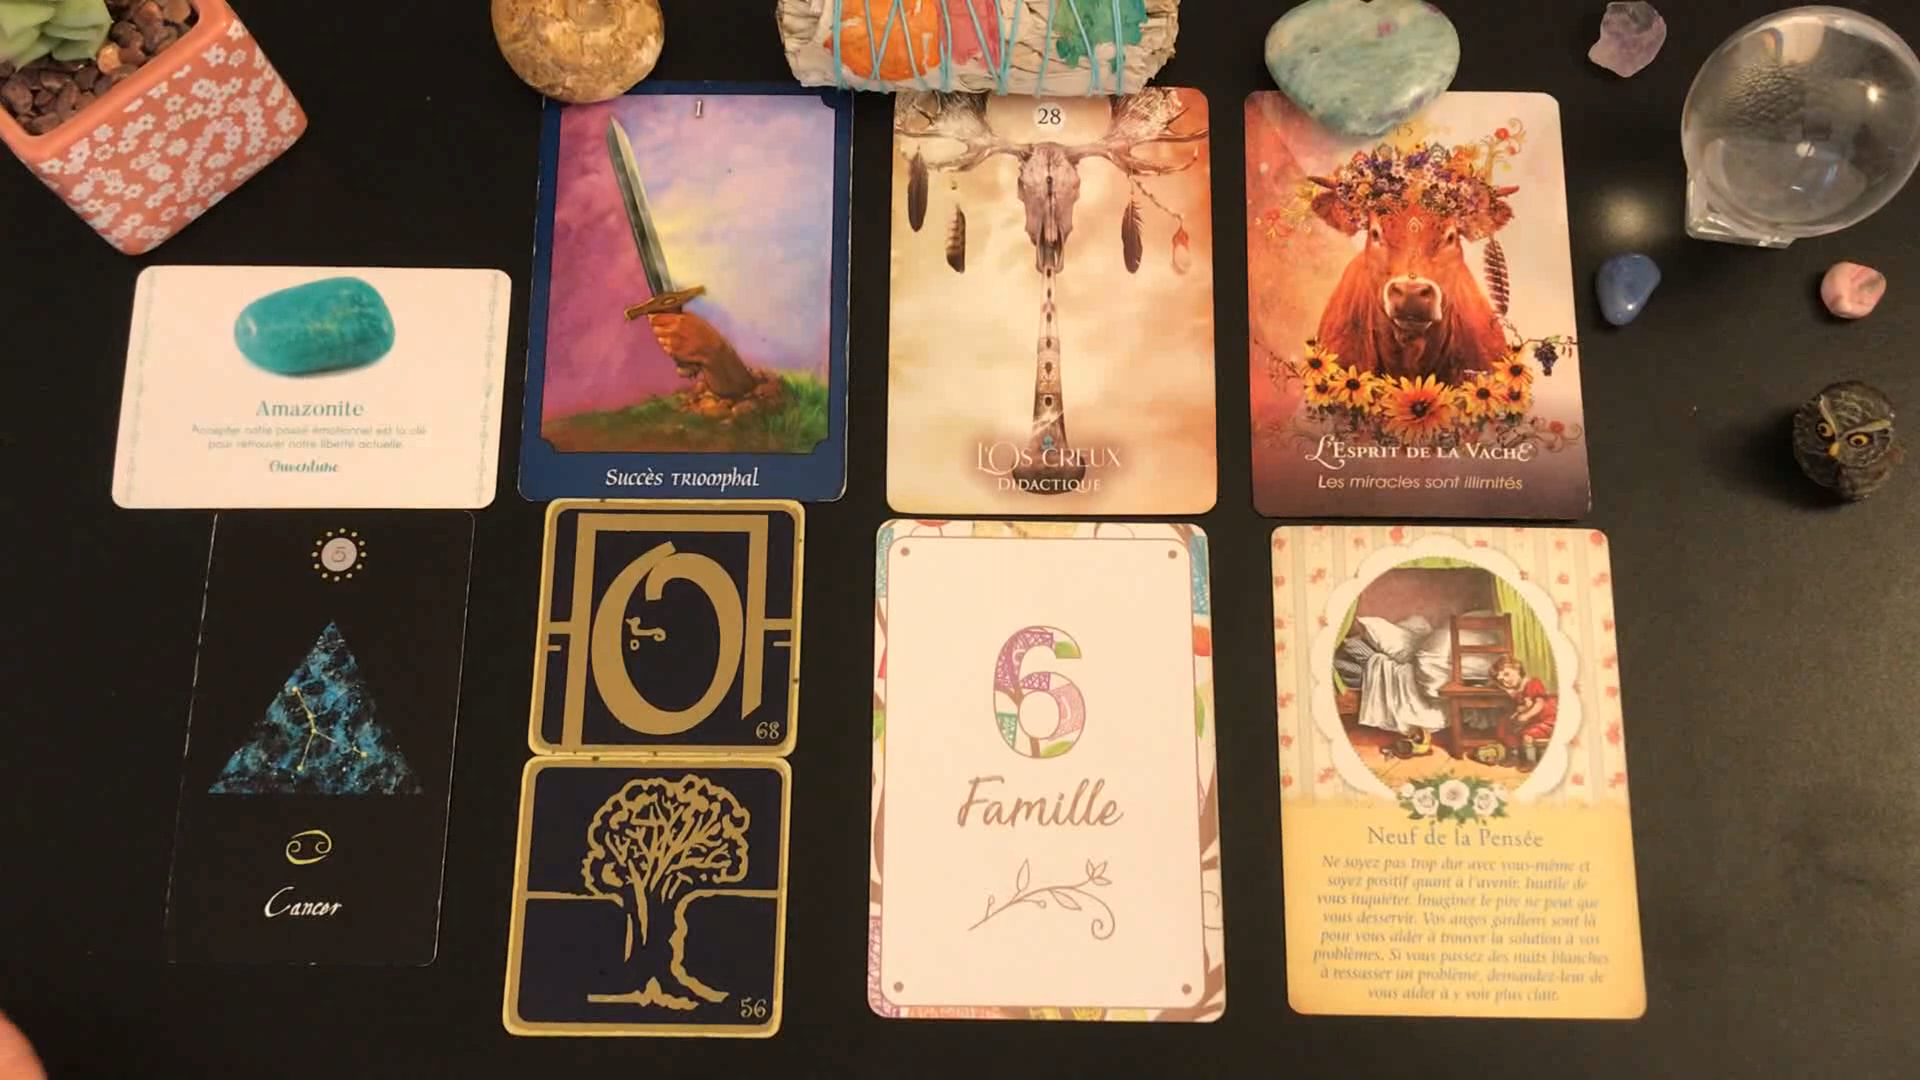 Amazonite
Accepter notre passé émotionnel est la clé
pour retrouver notre liberté actuelle.
Ouverture
1
Succès triomphal
28
L'Os creux
Didactique
15
L'Esprit de la Vache
Les miracles sont illimités
5
Cancer
68
56
6
Famille
Neuf de la Pensée
Ne soyez pas trop dur avec vous-même et
soyez positif quant à l'avenir. Inutile de
vous inquiéter. Imaginer le pire ne peut que
vous desservir. Vos anges gardiens sont là
pour vous aider à trouver la solution à vos
problèmes. Si vous passez des nuits blanches
à ressasser un problème, demandez-leur de
vous aider à y voir plus clair.